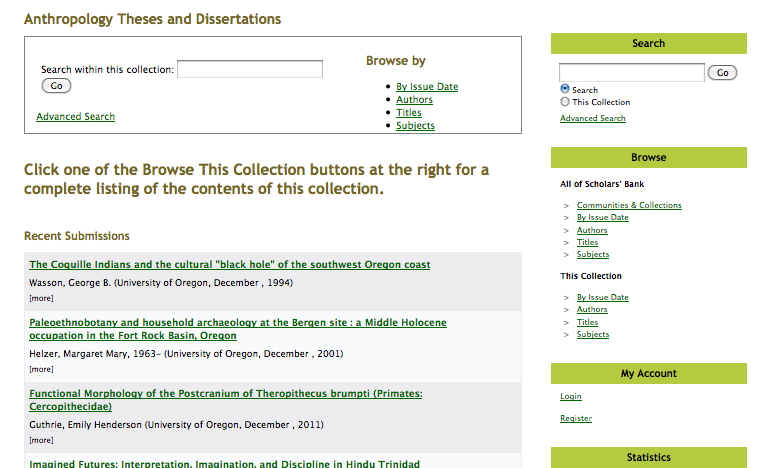 Anthropology Theses and Dissertations
Search within this collection:
Go
Advanced Search
Browse by
By Issue Date
Authors
Titles
Subjects
Click one of the Browse This Collection buttons at the right for a
complete listing of the contents of this collection.
Recent Submissions
The Coquille Indians and the cultural "black hole" of the southwest Oregon coast
Wasson, George B. (University of Oregon, December , 1994)
[more]
Paleoethnobotany and household archaeology at the Bergen site : a Middle Holocene
occupation in the Fort Rock Basin, Oregon
Helzer, Margaret Mary, 1963- (University of Oregon, December , 2001)
[more]
Functional Morphology of the Postcranium of Theropithecus brumpti (Primates:
Cercopithecidae)
Guthrie, Emily Henderson (University of Oregon, December , 2011)
[more]
Imagined Futures: Interpretation, Imagination, and Discipline in Hindu Trinidad
Search
Go
Search
This Collection
Advanced Search
Browse
All of Scholars' Bank
> Communities & Collections
> By Issue Date
> Authors
> Titles
> Subjects
This Collection
> By Issue Date
> Authors
> Titles
> Subjects
My Account
Login
Register
Statistics